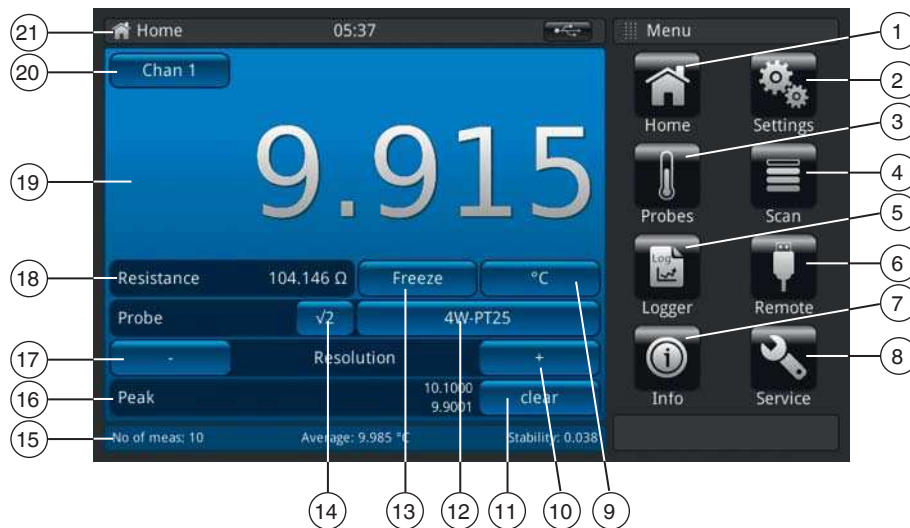 21
Home 05:37 Menu
1
20
Chan 1
2
Home Settings
3
19
9.915
4
Probes Scan
5
18
Resistance 104.146 Ω Freeze °C
6
Logger Remote
Probe √2 4W-PT25
7
17
- Resolution +
8
16
Peak 10.1000
9.9001
clear
Info Service
15
No of meas: 10 Average: 9.985 °C Stability: 0.038
14 13 12 11 10 9
Log